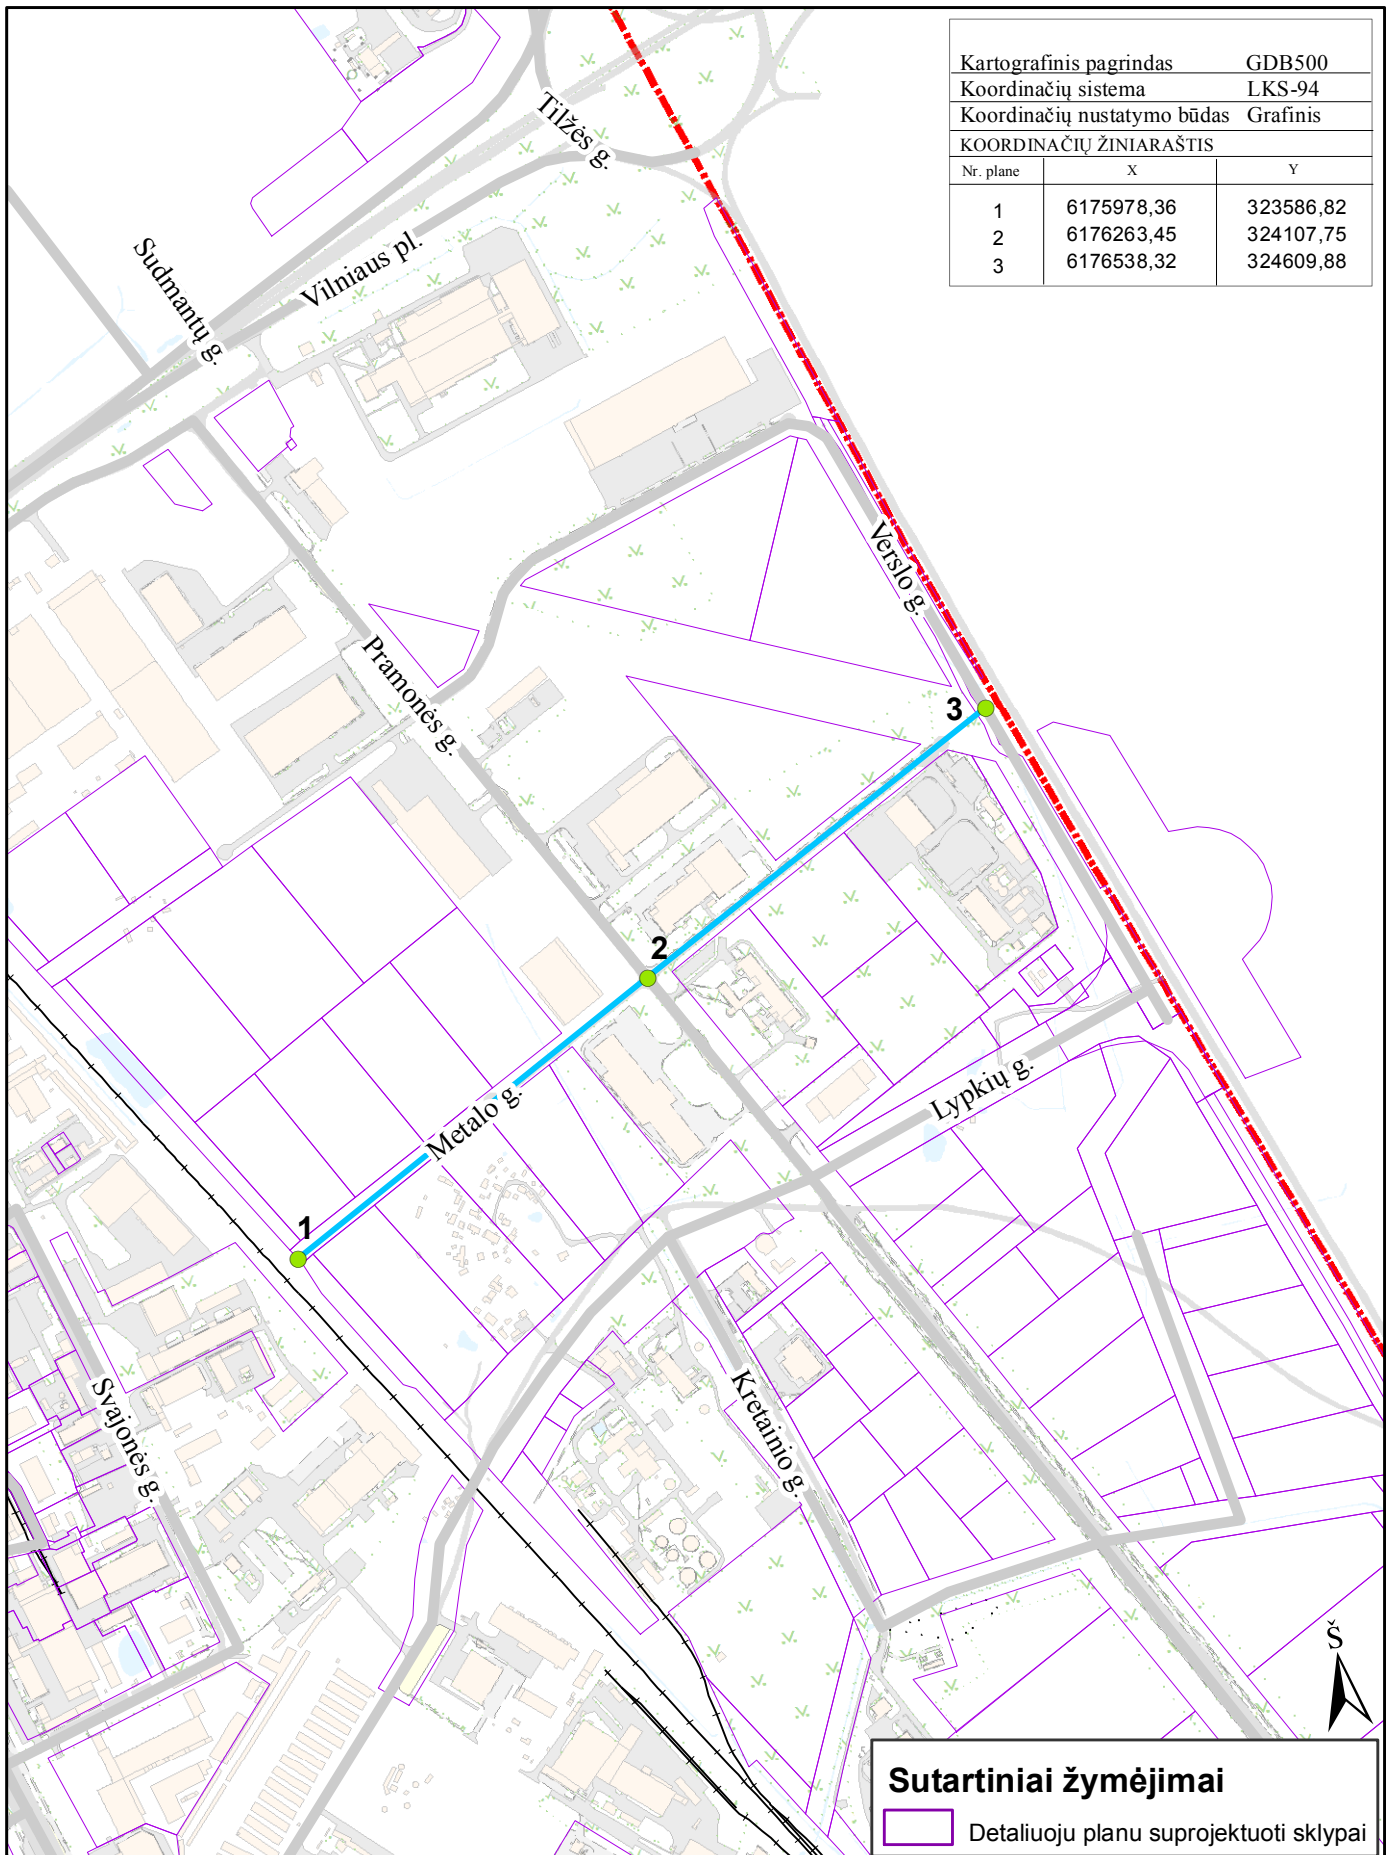 Kartografinis pagrindas GDB500
Koordinačių sistema LKS-94
Koordinačių nustatymo būdas Grafinis
KOORDINAČIŲ ŽINIARAŠTIS
Nr. plane X Y
1 6175978,36 323586,82
2 6176263,45 324107,75
3 6176538,32 324609,88
Tilžės g.
Sudmantų g.
Vilniaus pl.
Verslo g.
Pramonės g.
3
2
Metalo g.
Lypkių g.
1
Svajonės g.
Kretainio g.
Š
Sutartiniai žymėjimai
Detaliuoju planu suprojektuoti sklypai